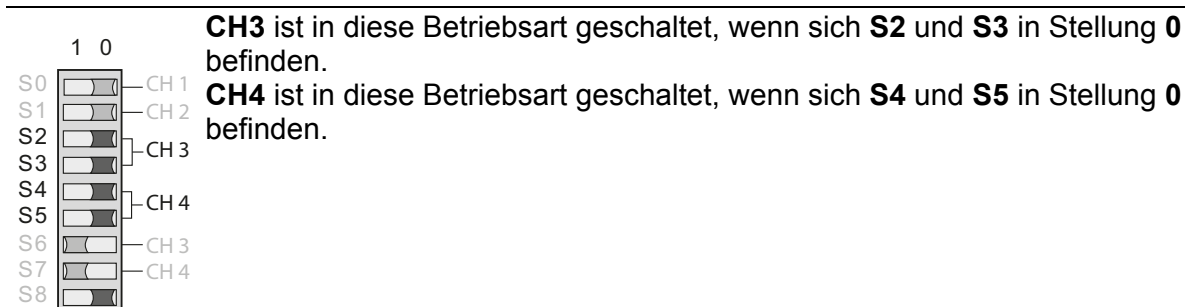 CH3 ist in diese Betriebsart geschaltet, wenn sich S2 und S3 in Stellung 0
befinden.
CH4 ist in diese Betriebsart geschaltet, wenn sich S4 und S5 in Stellung 0
befinden.
1 0
S0 CH 1
S1 CH 2
S2
CH 3
S3
S4
CH 4
S5
S6 CH 3
S7 CH 4
S8